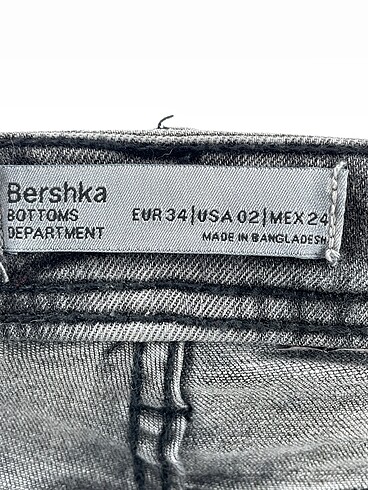 Bershka
BOTTOMS
DEPARTMENT
EUR 34|USA 02|MEX 24
MADE IN BANGLADESH